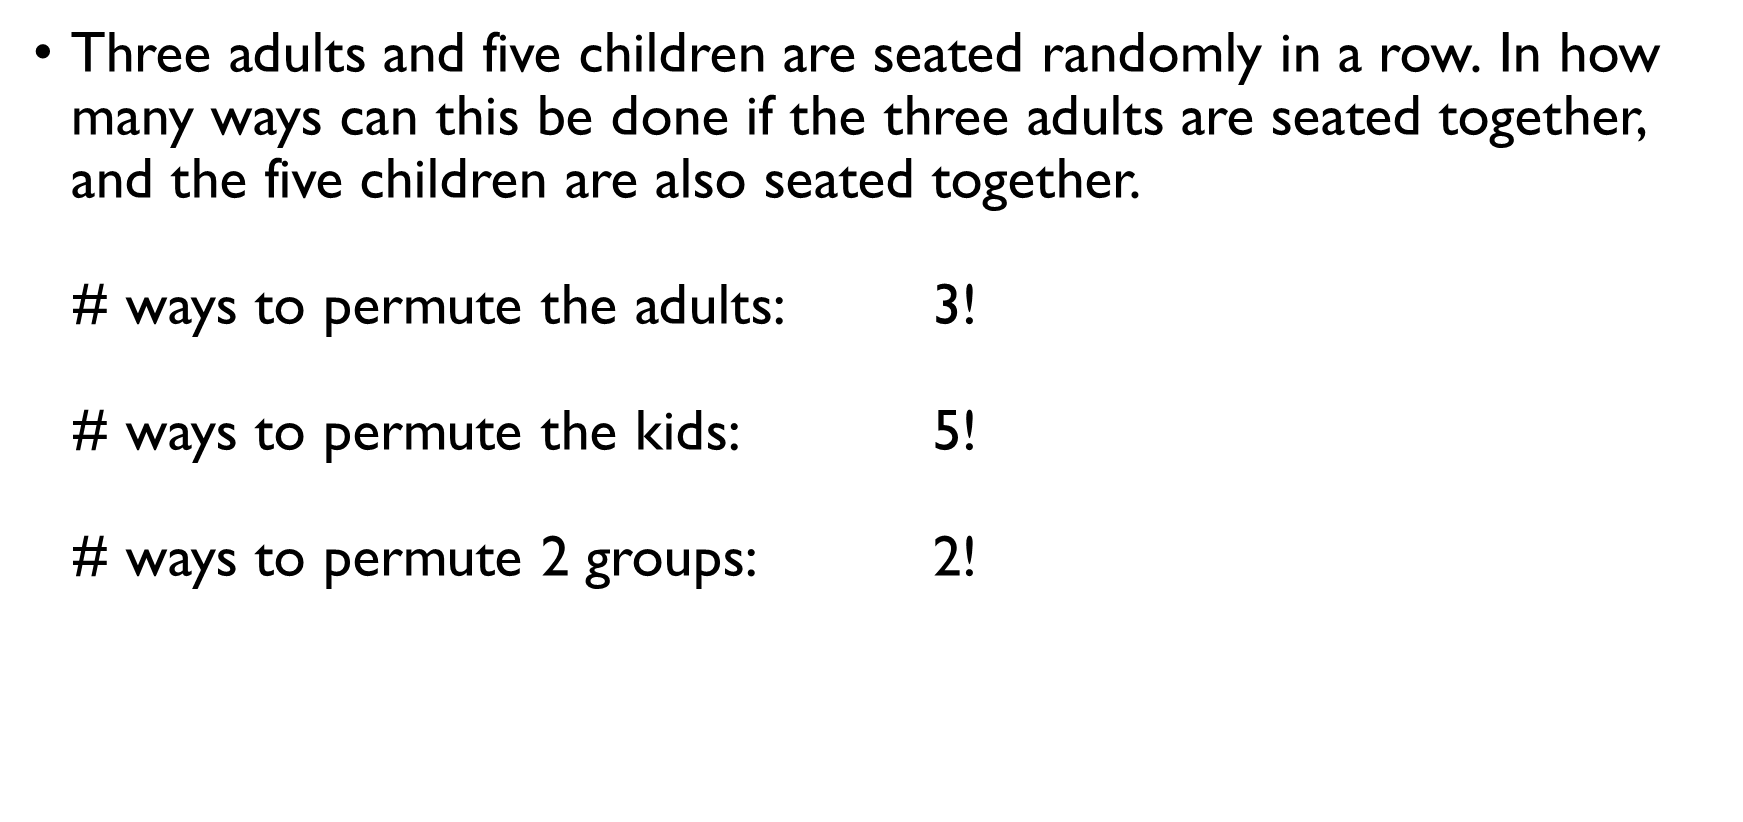 • Three adults and five children are seated randomly in a row. In how
many ways can this be done if the three adults are seated together,
and the five children are also seated together.
# ways to permute the adults: 3!
# ways to permute the kids: 5!
# ways to permute 2 groups: 2!